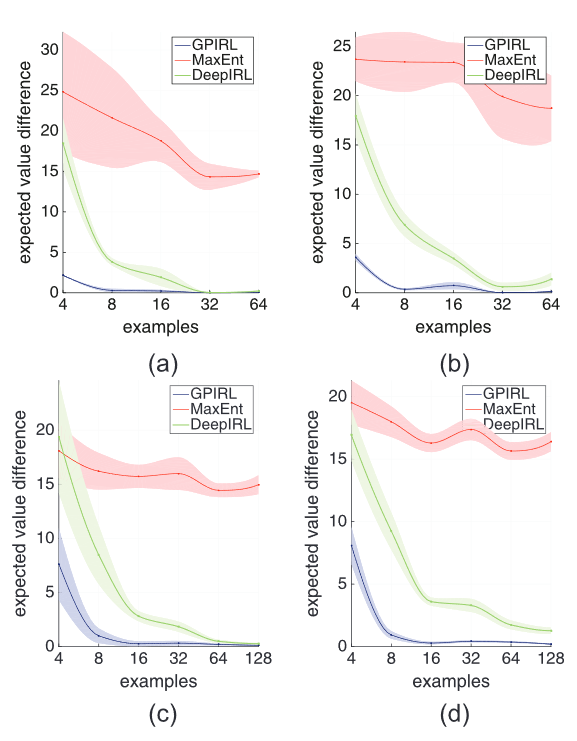 GPIRL
MaxEnt
DeepIRL
expected value difference
30
25
20
15
10
5
0
4 8 16 32 64
examples
(a)
GPIRL
MaxEnt
DeepIRL
expected value difference
25
20
15
10
5
0
4 8 16 32 64
examples
(b)
GPIRL
MaxEnt
DeepIRL
expected value difference
20
15
10
5
0
4 8 16 32 64 128
examples
(c)
GPIRL
MaxEnt
DeepIRL
expected value difference
20
15
10
5
0
4 8 16 32 64 128
examples
(d)